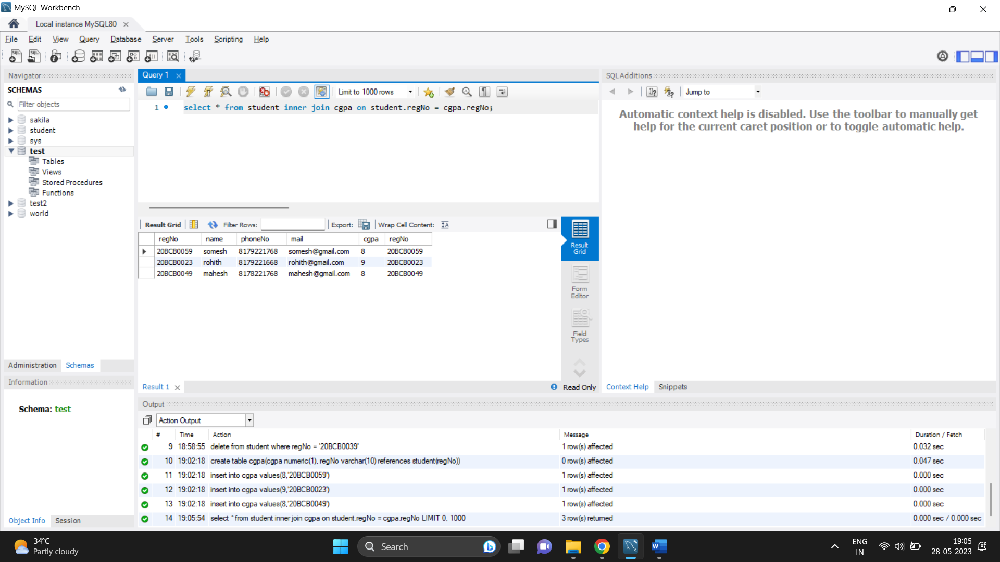 MySQL Workbench
Local instance MySQL80
File Edit View Query Database Server Tools Scripting Help
Navigator
SCHEMAS
Filter objects
sakila
student
sys
test
Tables
Views
Stored Procedures
Functions
test2
world
Administration Schemas
Information
Schema: test
Object Info Session
Query 1
Limit to 1000 rows
1 select * from student inner join cgpa on student.regNo = cgpa.regNo;
Result Grid Filter Rows: Export: Wrap Cell Content:
regNo name phoneNo mail cgpa regNo
20BCB0059 somesh 8179221768 somesh@gmail.com 8 20BCB0059
20BCB0023 rohith 8179221668 rohith@gmail.com 9 20BCB0023
20BCB0049 mahesh 8178221768 mahesh@gmail.com 8 20BCB0049
Result
Grid
Form
Editor
Field
Types
Result 1 Read Only
SQLAdditions
Jump to
Automatic context help is disabled. Use the toolbar to manually get
help for the current caret position or to toggle automatic help.
Context Help Snippets
Output
Action Output
# Time Action Message Duration / Fetch
9 18:58:55 delete from student where regNo = '20BCB0039' 1 row(s) affected 0.032 sec
10 19:02:18 create table cgpa(cgpa numeric(1), regNo varchar(10) references student(regNo)) 0 row(s) affected 0.047 sec
11 19:02:18 insert into cgpa values(8,'20BCB0059') 1 row(s) affected 0.000 sec
12 19:02:18 insert into cgpa values(9,'20BCB0023') 1 row(s) affected 0.000 sec
13 19:02:18 insert into cgpa values(8,'20BCB0049') 1 row(s) affected 0.000 sec
14 19:05:54 select * from student inner join cgpa on student.regNo = cgpa.regNo LIMIT 0, 1000 3 row(s) returned 0.000 sec / 0.000 sec
34°C
Partly cloudy
Search
ENG
IN
19:05
28-05-2023